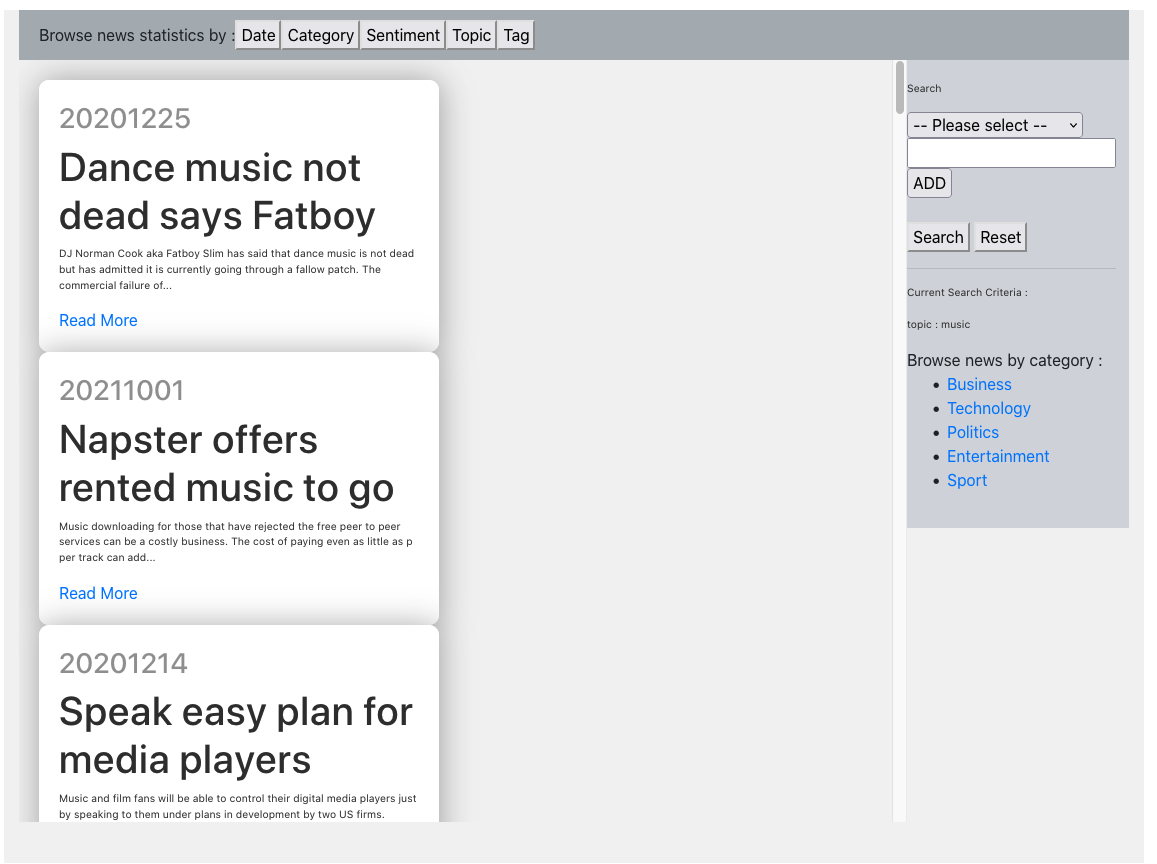 Browse news statistics by : Date Category Sentiment Topic Tag
20201225
Dance music not
dead says Fatboy
DJ Norman Cook aka Fatboy Slim has said that dance music is not dead
but has admitted it is currently going through a fallow patch. The
commercial failure of...
Read More
20211001
Napster offers
rented music to go
Music downloading for those that have rejected the free peer to peer
services can be a costly business. The cost of paying even as little as p
per track can add...
Read More
20201214
Speak easy plan for
media players
Music and film fans will be able to control their digital media players just
by speaking to them under plans in development by two US firms.
Search
-- Please select --
ADD
Search Reset
Current Search Criteria :
topic : music
Browse news by category :
• Business
• Technology
• Politics
• Entertainment
• Sport